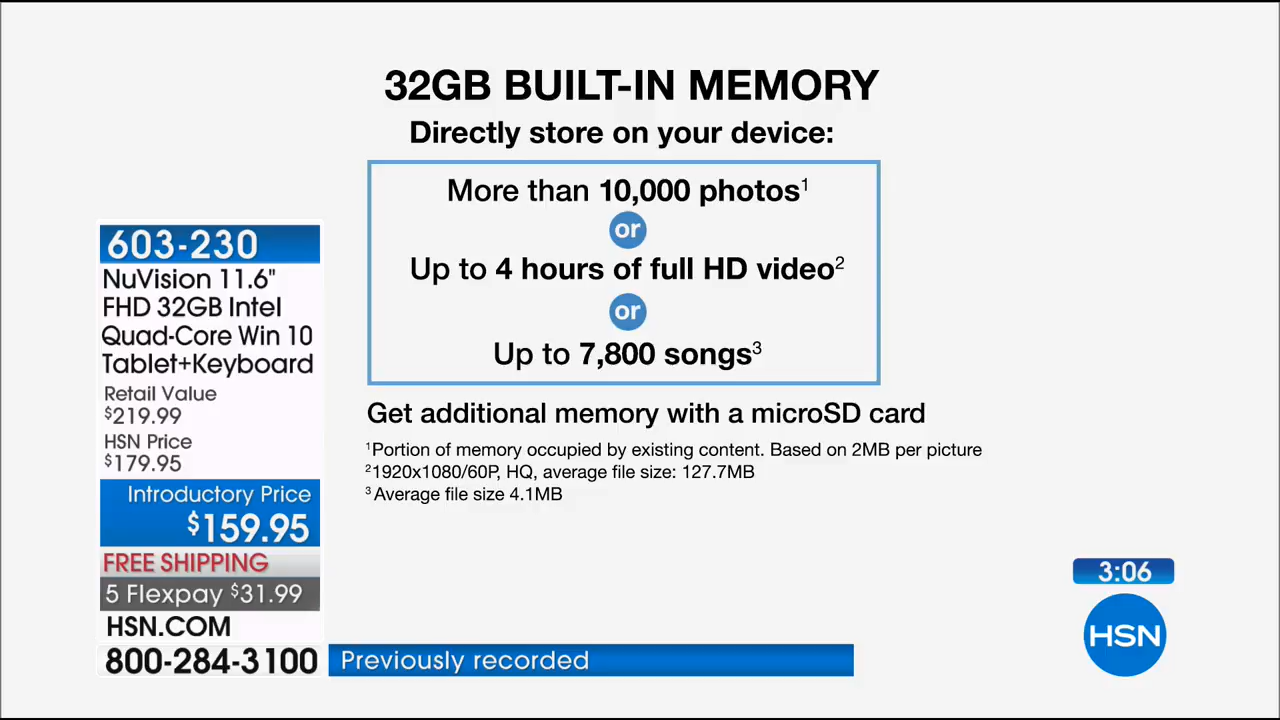 32GB BUILT-IN MEMORY
Directly store on your device:
More than 10,000 photos¹
or
Up to 4 hours of full HD video²
or
Up to 7,800 songs³
Get additional memory with a microSD card
¹Portion of memory occupied by existing content. Based on 2MB per picture
²1920x1080/60P, HQ, average file size: 127.7MB
³Average file size 4.1MB
603-230
NuVision 11.6"
FHD 32GB Intel
Quad-Core Win 10
Tablet+Keyboard
Retail Value
$219.99
HSN Price
$179.95
Introductory Price
$159.95
FREE SHIPPING
5 Flexpay $31.99
HSN.COM
800-284-3100
Previously recorded
3:06
HSN